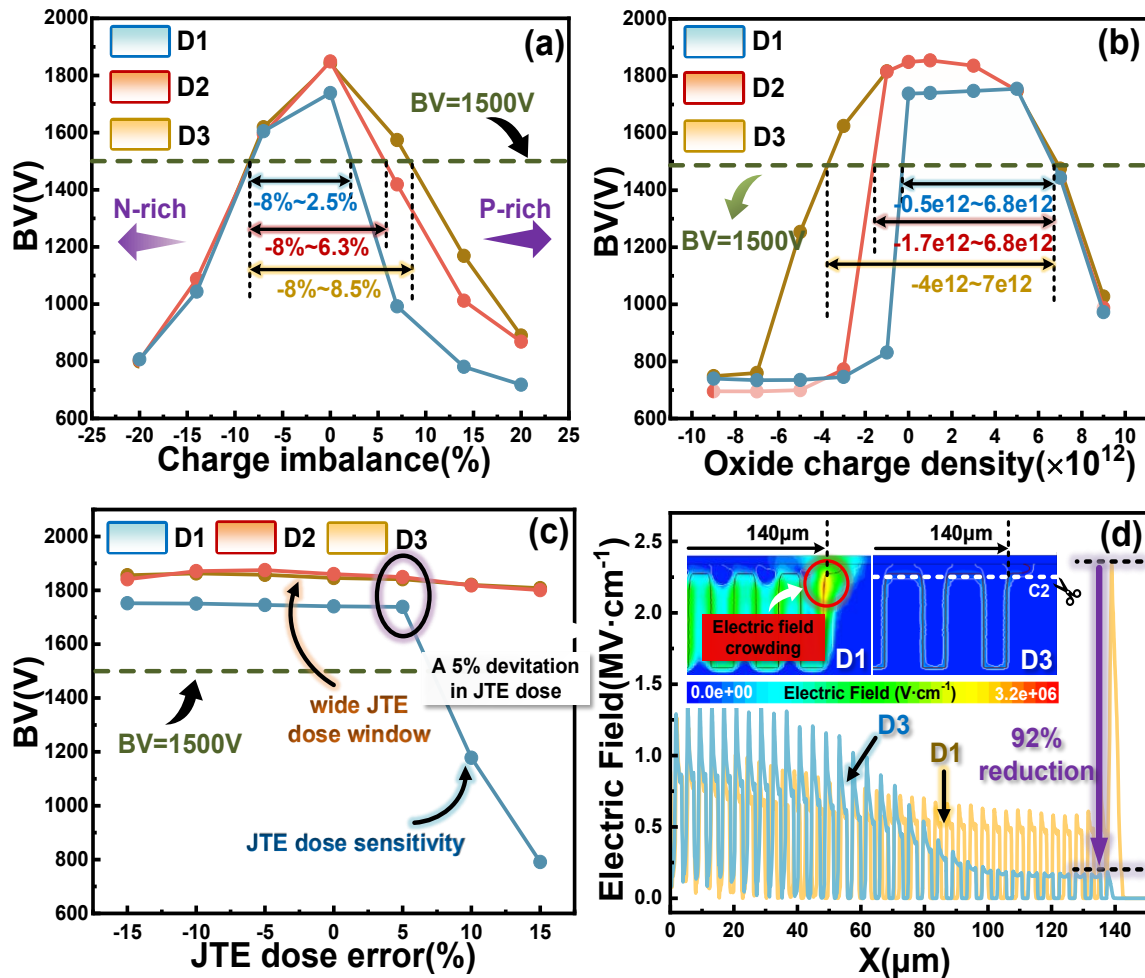 (a)
D1
D2
D3
BV=1500V
N-rich
P-rich
-8%~2.5%
-8%~6.3%
-8%~8.5%
BV(V)
2000
1800
1600
1400
1200
1000
800
600
-25 -20 -15 -10 -5 0 5 10 15 20 25
Charge imbalance(%)
(b)
D1
D2
D3
BV=1500V
-0.5e12~6.8e12
-1.7e12~6.8e12
-4e12~7e12
BV(V)
2000
1800
1600
1400
1200
1000
800
600
-10 -8 -6 -4 -2 0 2 4 6 8 10
Oxide charge density(×10¹²)
(c)
D1 D2 D3
A 5% devitation
in JTE dose
wide JTE
dose window
BV=1500V
JTE dose sensitivity
BV(V)
2000
1800
1600
1400
1200
1000
800
600
-15 -10 -5 0 5 10 15
JTE dose error(%)
(d)
140μm 140μm
C2
Electric field
crowding
D1 D3
0.0e+00 Electric Field (V·cm⁻¹) 3.2e+06
D3
D1
92%
reduction
Electric Field(MV·cm⁻¹)
2.5
2.0
1.5
1.0
0.5
0.0
0 20 40 60 80 100 120 140
X(μm)